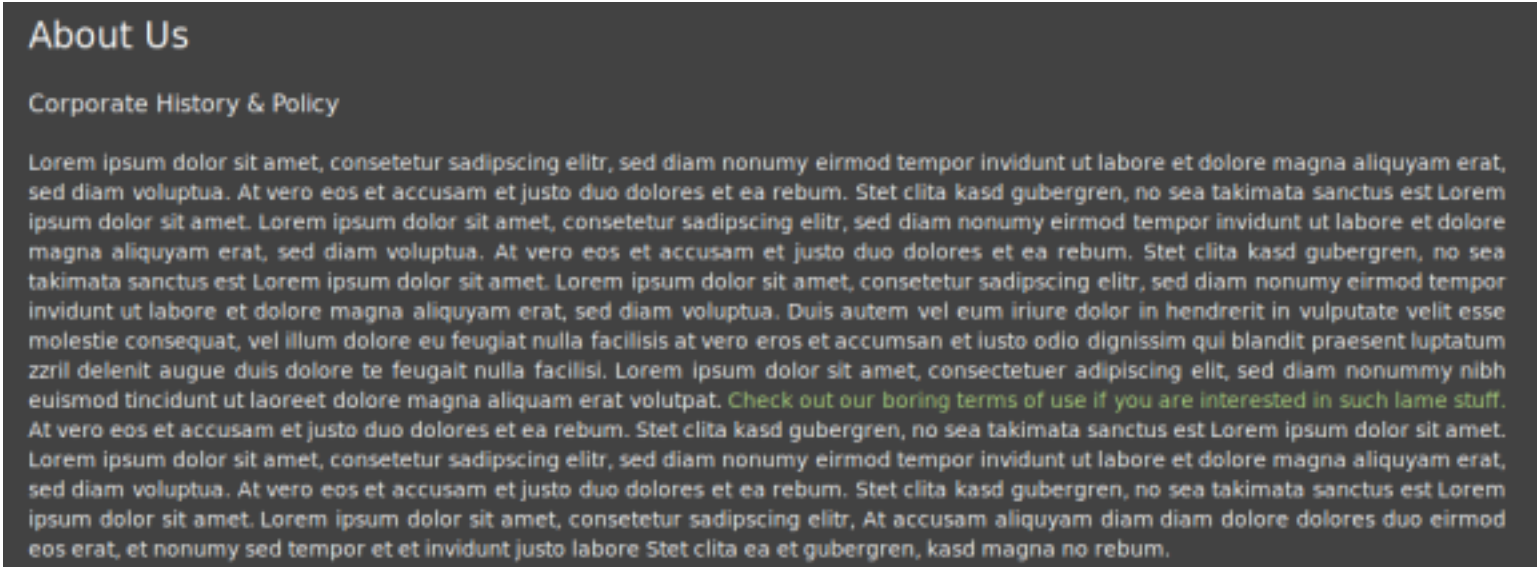 About Us
Corporate History & Policy
Lorem ipsum dolor sit amet, consetetur sadipscing elitr, sed diam nonumy eirmod tempor invidunt ut labore et dolore magna aliquyam erat,
sed diam voluptua. At vero eos et accusam et justo duo dolores et ea rebum. Stet clita kasd gubergren, no sea takimata sanctus est Lorem
ipsum dolor sit amet. Lorem ipsum dolor sit amet, consetetur sadipscing elitr, sed diam nonumy eirmod tempor invidunt ut labore et dolore
magna aliquyam erat, sed diam voluptua. At vero eos et accusam et justo duo dolores et ea rebum. Stet clita kasd gubergren, no sea
takimata sanctus est Lorem ipsum dolor sit amet. Lorem ipsum dolor sit amet, consetetur sadipscing elitr, sed diam nonumy eirmod tempor
invidunt ut labore et dolore magna aliquyam erat, sed diam voluptua. Duis autem vel eum iriure dolor in hendrerit in vulputate velit esse
molestie consequat, vel illum dolore eu feugiat nulla facilisis at vero eros et accumsan et iusto odio dignissim qui blandit praesent luptatum
zzril delenit augue duis dolore te feugait nulla facilisi. Lorem ipsum dolor sit amet, consectetuer adipiscing elit, sed diam nonummy nibh
euismod tincidunt ut laoreet dolore magna aliquam erat volutpat. Check out our boring terms of use if you are interested in such lame stuff.
At vero eos et accusam et justo duo dolores et ea rebum. Stet clita kasd gubergren, no sea takimata sanctus est Lorem ipsum dolor sit amet.
Lorem ipsum dolor sit amet, consetetur sadipscing elitr, sed diam nonumy eirmod tempor invidunt ut labore et dolore magna aliquyam erat,
sed diam voluptua. At vero eos et accusam et justo duo dolores et ea rebum. Stet clita kasd gubergren, no sea takimata sanctus est Lorem
ipsum dolor sit amet. Lorem ipsum dolor sit amet, consetetur sadipscing elitr, At accusam aliquyam diam diam dolore dolores duo eirmod
eos erat, et nonumy sed tempor et et invidunt justo labore Stet clita ea et gubergren, kasd magna no rebum.